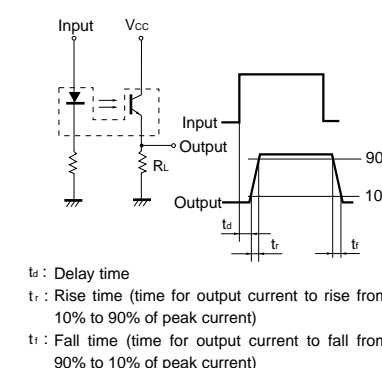 Input
Vcc
Input
Output
RL
90
Output
10
td
tr
tf
td : Delay time
tr : Rise time (time for output current to rise from
10% to 90% of peak current)
tf : Fall time (time for output current to fall from
90% to 10% of peak current)